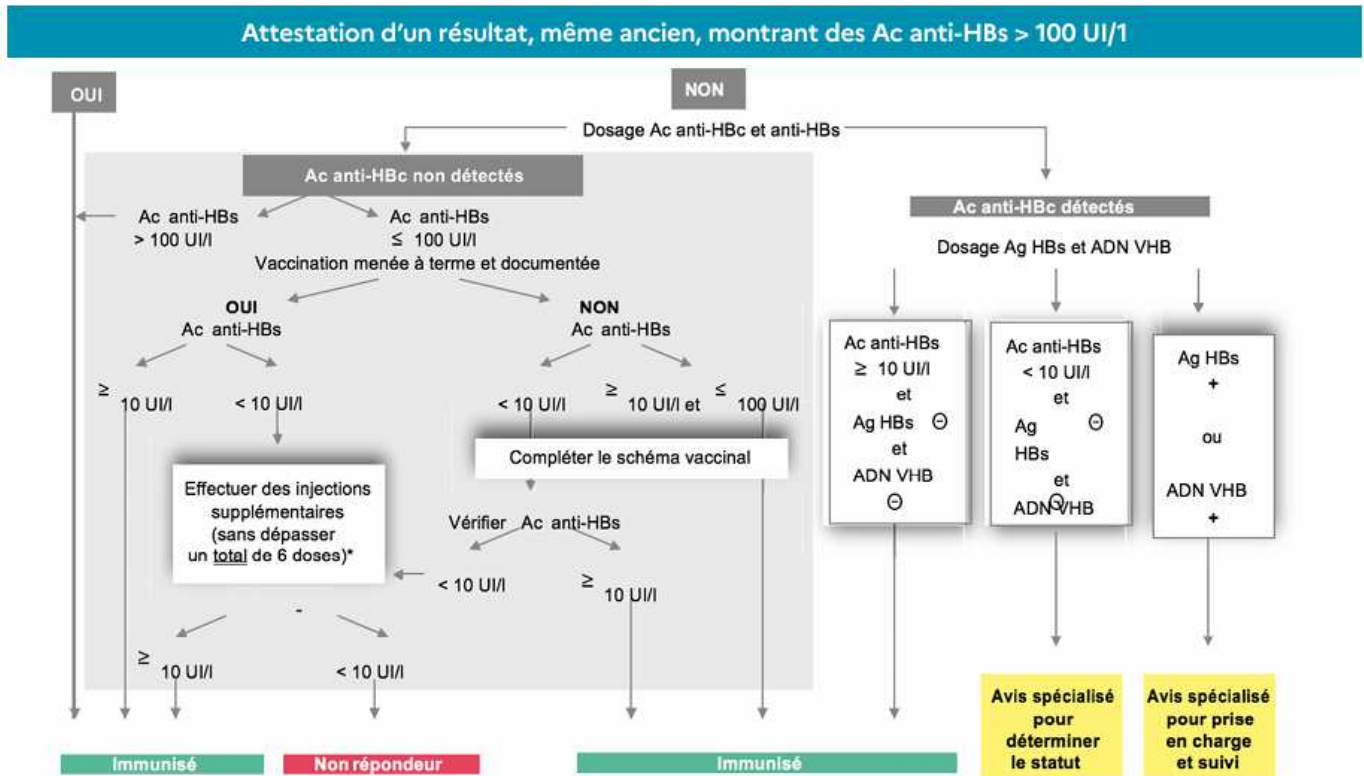 Attestation d'un résultat, même ancien, montrant des Ac anti-HBs > 100 UI/1
OUI
NON
Dosage Ac anti-HBc et anti-HBs
Ac anti-HBc non détectés
Ac anti-HBs
> 100 UI/l
Ac anti-HBs
≤ 100 UI/l
Vaccination menée à terme et documentée
OUI
Ac anti-HBs
NON
Ac anti-HBs
≥
10 UI/l
< 10 UI/l
< 10 UI/l
≥
10 UI/l et
≤
100 UI/l
Effectuer des injections
supplémentaires
(sans dépasser
un total de 6 doses)*
Compléter le schéma vaccinal
Vérifier Ac anti-HBs
< 10 UI/l
≥
10 UI/l
-
≥
10 UI/l
< 10 UI/l
Ac anti-HBc détectés
Dosage Ag HBs et ADN VHB
Ac anti-HBs
≥ 10 UI/l
et
Ag HBs ⊖
et
ADN VHB
⊖
Ac anti-HBs
< 10 UI/l
et
Ag ⊖
HBs
et
ADN VHB
⊖
Ag HBs
+
ou
ADN VHB
+
Immunisé
Non répondeur
Immunisé
Avis spécialisé
pour
déterminer
le statut
Avis spécialisé
pour prise
en charge
et suivi